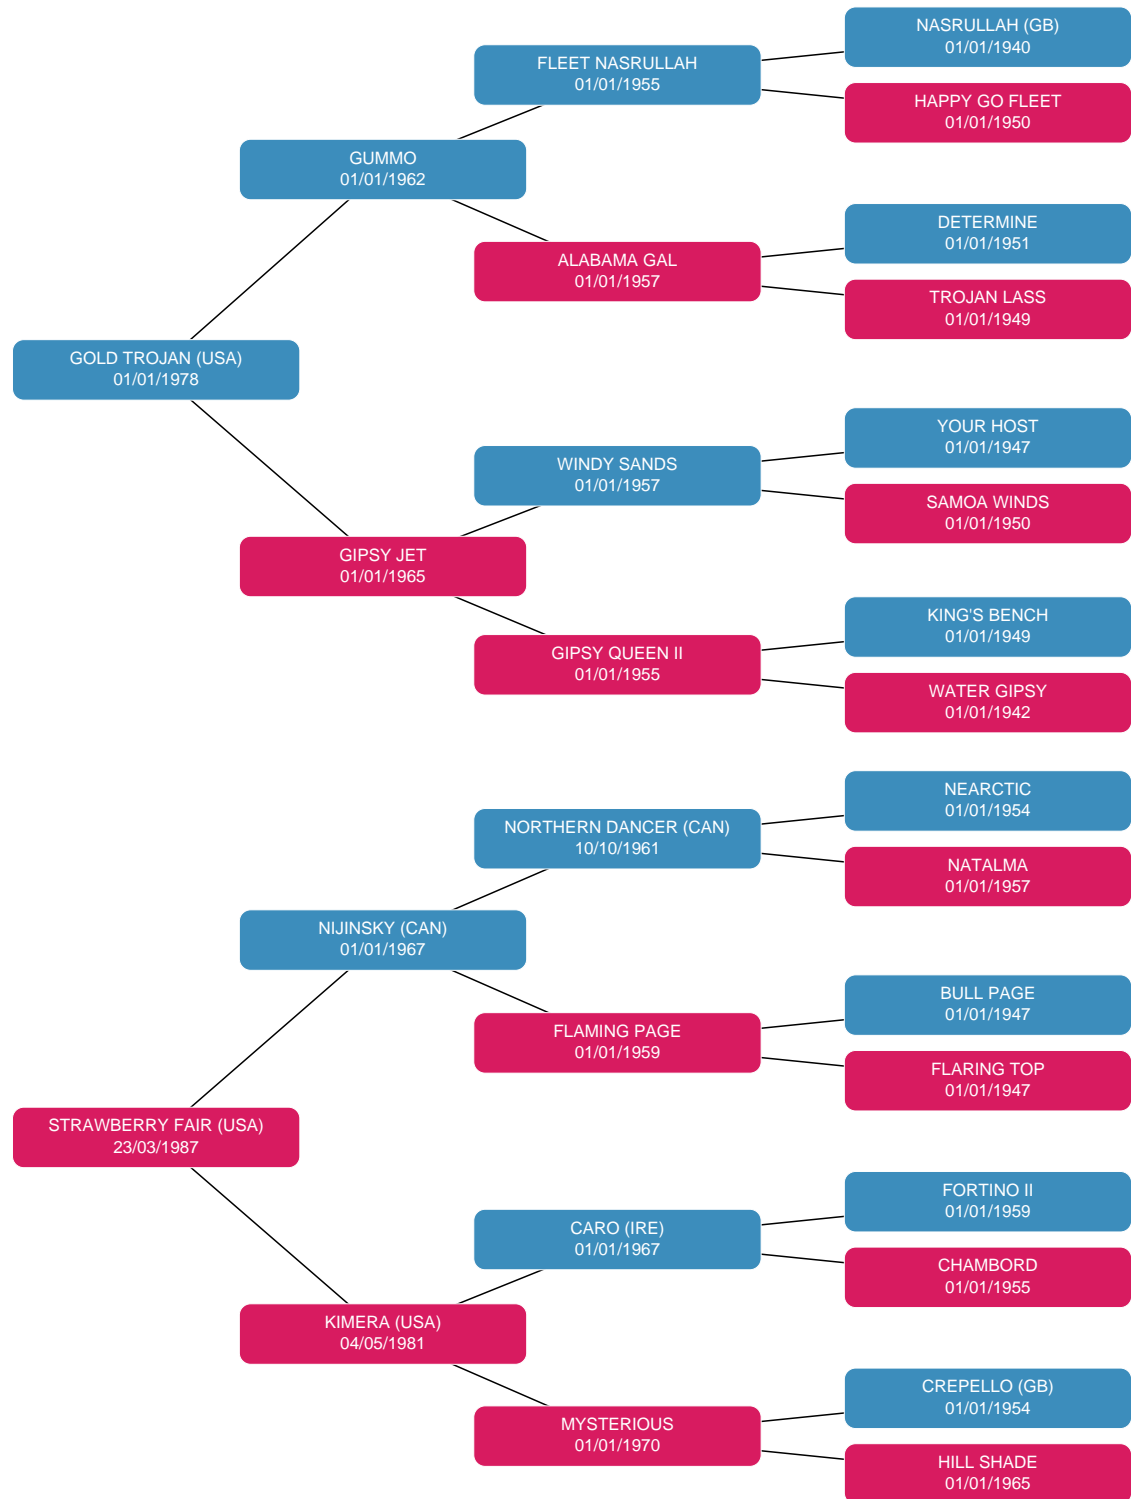 NASRULLAH (GB)
01/01/1940
FLEET NASRULLAH
01/01/1955
HAPPY GO FLEET
01/01/1950
GUMMO
01/01/1962
DETERMINE
01/01/1951
ALABAMA GAL
01/01/1957
TROJAN LASS
01/01/1949
GOLD TROJAN (USA)
01/01/1978
YOUR HOST
01/01/1947
WINDY SANDS
01/01/1957
SAMOA WINDS
01/01/1950
GIPSY JET
01/01/1965
KING'S BENCH
01/01/1949
GIPSY QUEEN II
01/01/1955
WATER GIPSY
01/01/1942
NEARCTIC
01/01/1954
NORTHERN DANCER (CAN)
10/10/1961
NATALMA
01/01/1957
NIJINSKY (CAN)
01/01/1967
BULL PAGE
01/01/1947
FLAMING PAGE
01/01/1959
FLARING TOP
01/01/1947
STRAWBERRY FAIR (USA)
23/03/1987
FORTINO II
01/01/1959
CARO (IRE)
01/01/1967
CHAMBORD
01/01/1955
KIMERA (USA)
04/05/1981
CREPELLO (GB)
01/01/1954
MYSTERIOUS
01/01/1970
HILL SHADE
01/01/1965